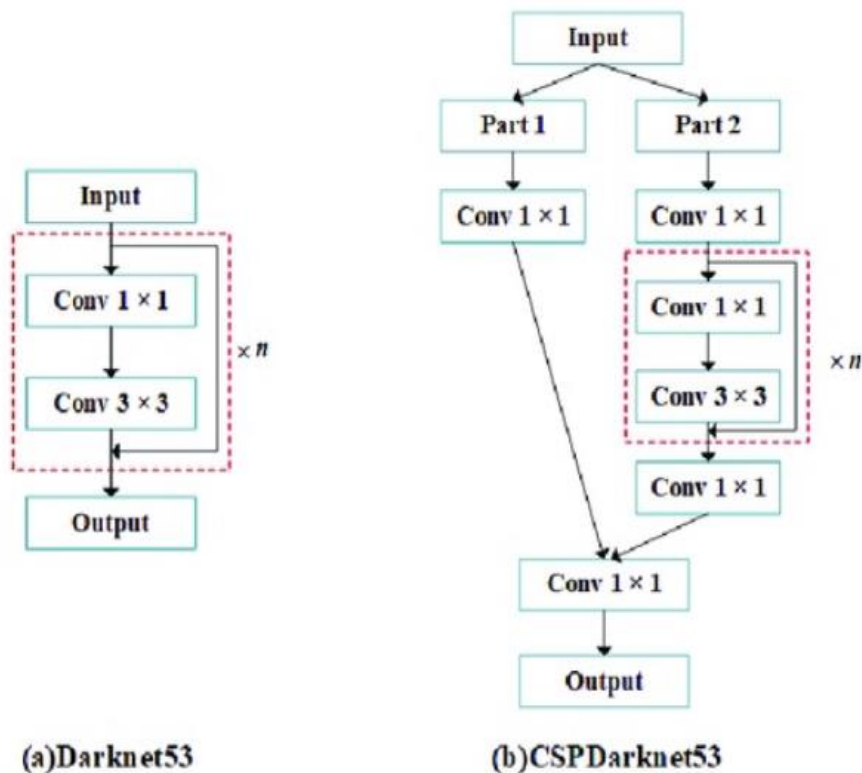 Input
Conv 1 × 1
Conv 3 × 3
× n
Output
(a)Darknet53
Input
Part 1
Part 2
Conv 1 × 1
Conv 1 × 1
Conv 1 × 1
Conv 3 × 3
× n
Conv 1 × 1
Conv 1 × 1
Output
(b)CSPDarknet53